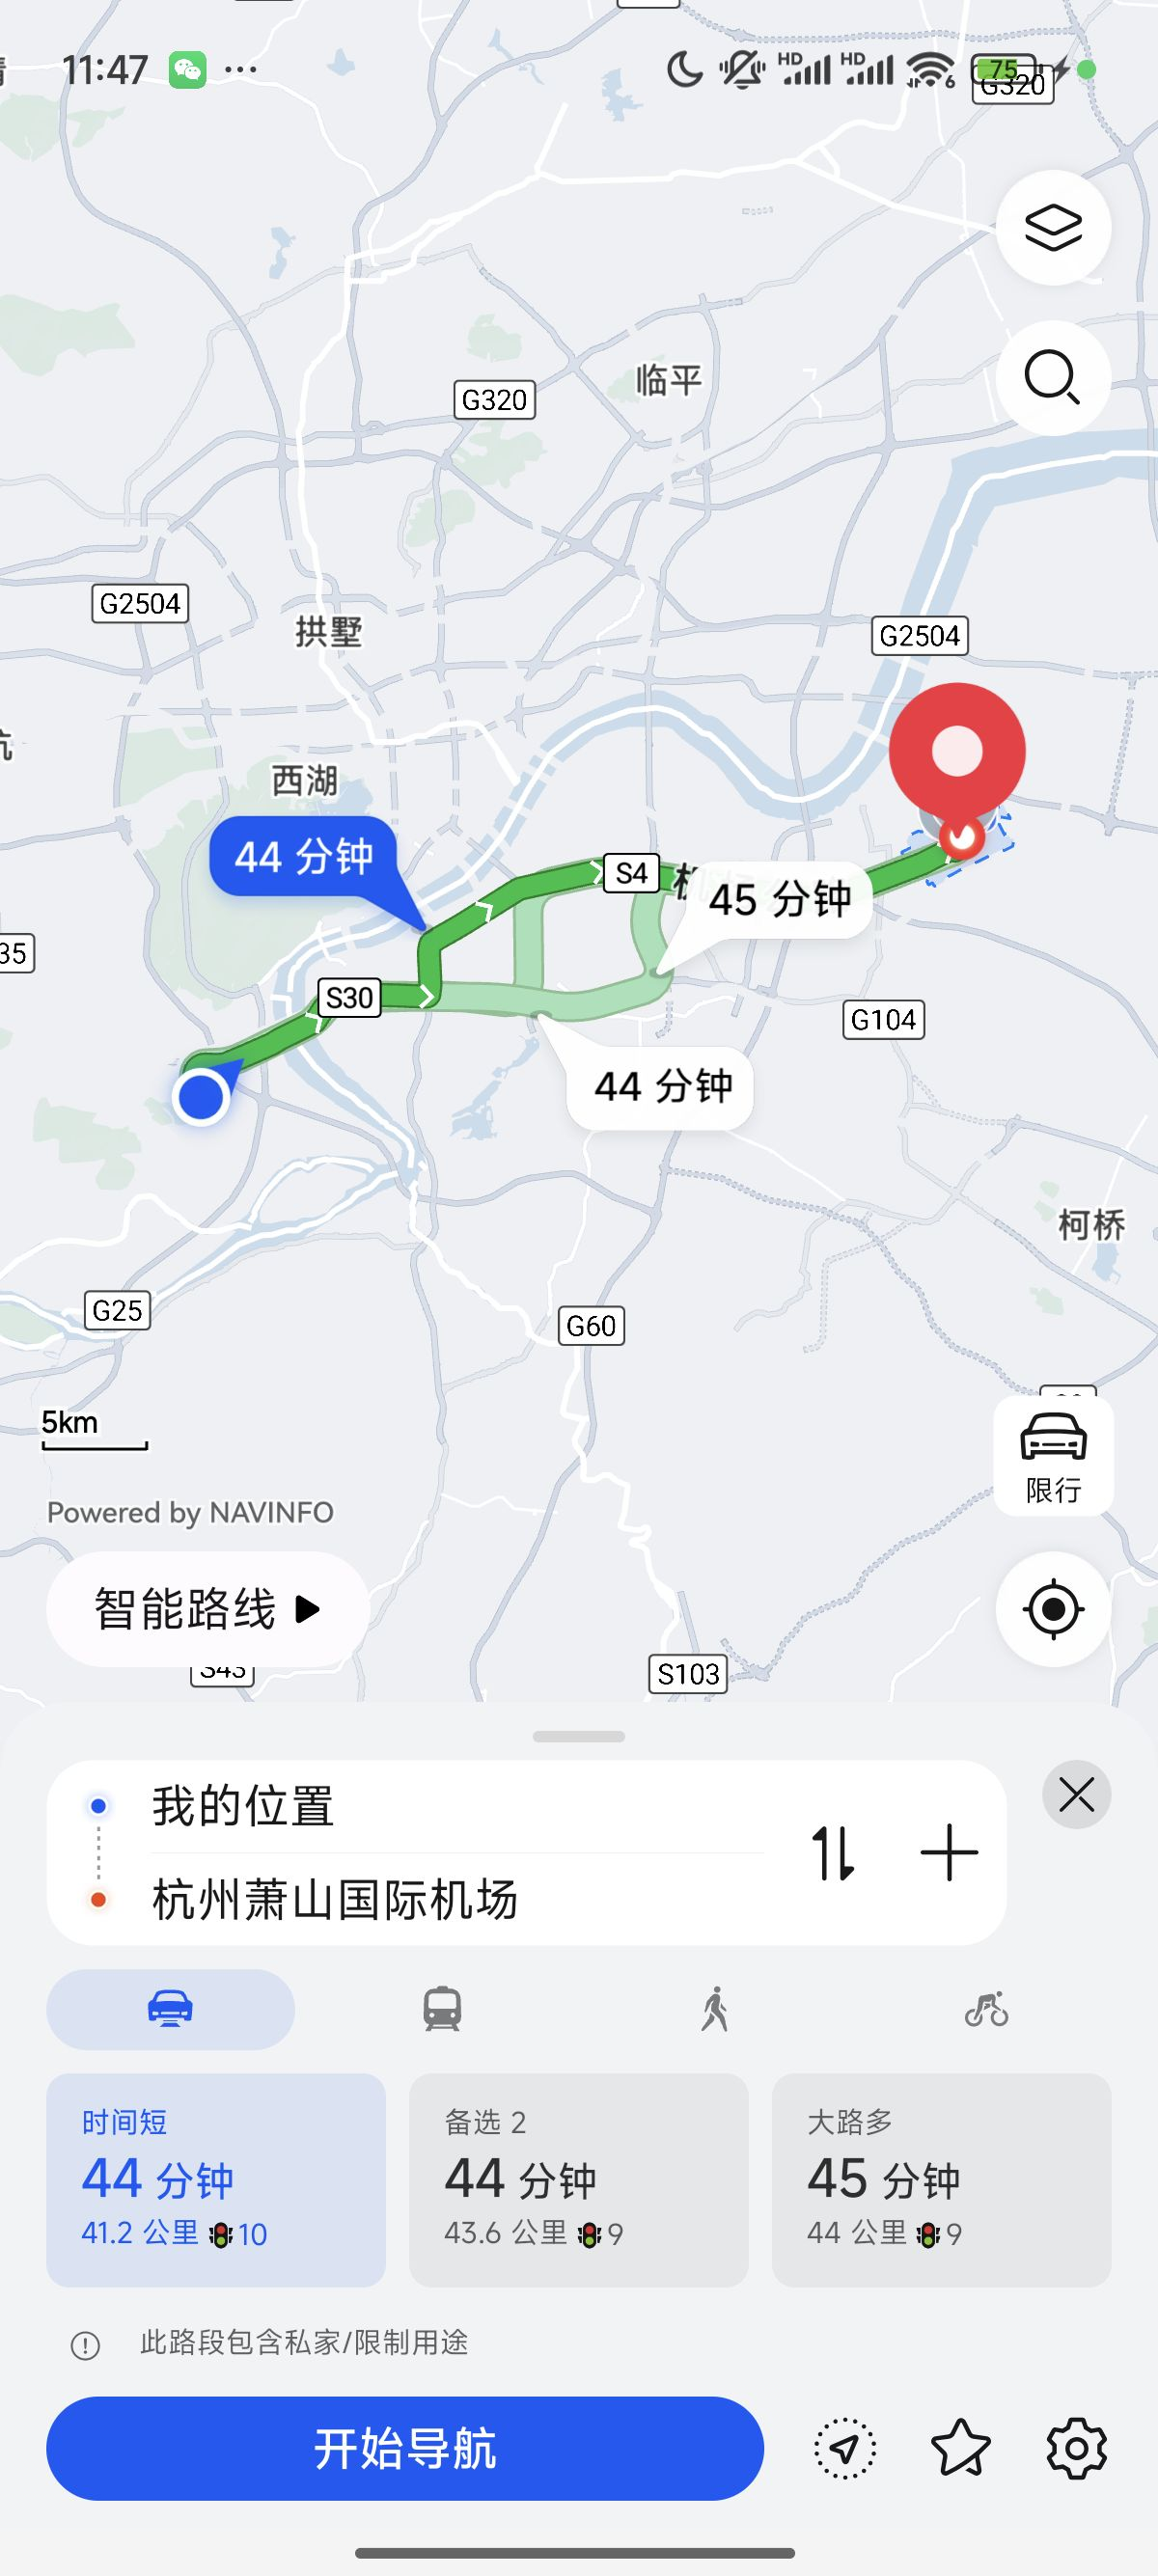 11:47
HD
HD
6
75
G320
临平
G320
G2504
拱墅
G2504
西湖
44 分钟
S4
45 分钟
35
S30
G104
44 分钟
柯桥
G25
G60
5km
限行
Powered by NAVINFO
智能路线
S43
S103
我的位置
杭州萧山国际机场
时间短
44 分钟
41.2 公里 10
备选 2
44 分钟
43.6 公里 9
大路多
45 分钟
44 公里 9
此路段包含私家/限制用途
开始导航